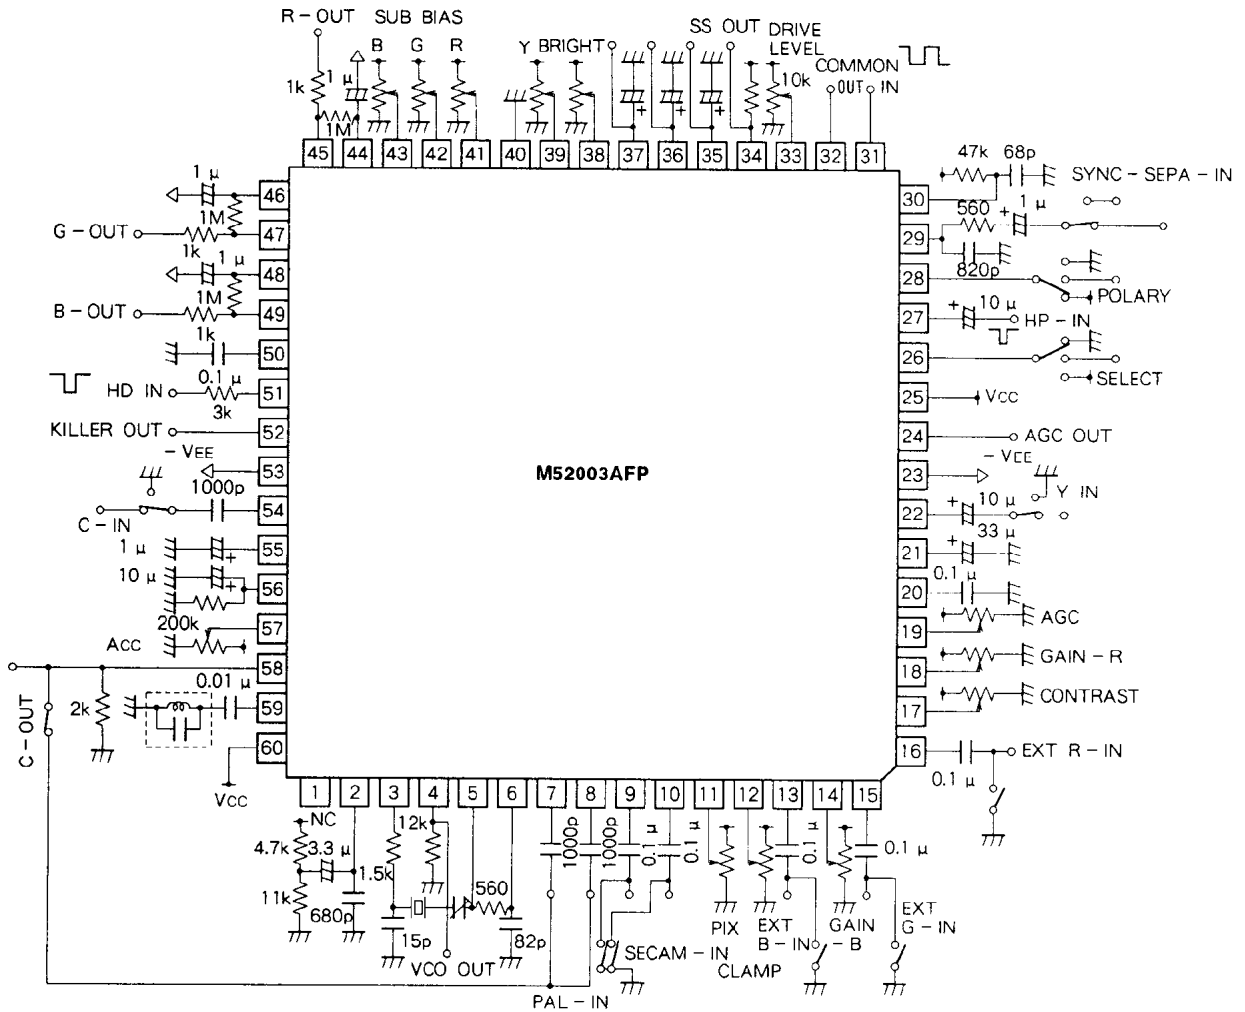 R-OUT SUB BIAS
B G R
1k 1 μ
1M
Y BRIGHT
SS OUT DRIVE
LEVEL
10k
COMMON
OUT IN
45 44 43 42 41 40 39 38 37 36 35 34 33 32 31
1 μ
1M
G-OUT
1k
1 μ
1M
B-OUT
1k
0.1 μ
HD IN
3k
KILLER OUT
-VEE
1000p
C-IN
1 μ
10 μ
200k
ACC
0.01 μ
2k
C-OUT
VCC
46
47
48
49
50
51
52
53
54
55
56
57
58
59
60
M52003AFP
30
29
28
27
26
25
24
23
22
21
20
19
18
17
16
47k 68p
SYNC-SEPA-IN
560 1 μ
+
820p
POLARY
+ 10 μ
HP-IN
SELECT
VCC
AGC OUT
-VEE
+ 10 μ
Y IN
+ 33 μ
0.1 μ
AGC
GAIN-R
CONTRAST
EXT R-IN
0.1 μ
1 2 3 4 5 6 7 8 9 10 11 12 13 14 15
NC
4.7k 3.3 μ
11k
680p
1.5k
12k
15p
VCO OUT
560
82p
1000p
1000p
0.1 μ
0.1 μ
0.1 μ
0.1 μ
PAL-IN
SECAM-IN
PIX
CLAMP
EXT
B-IN
GAIN
-B
EXT
G-IN